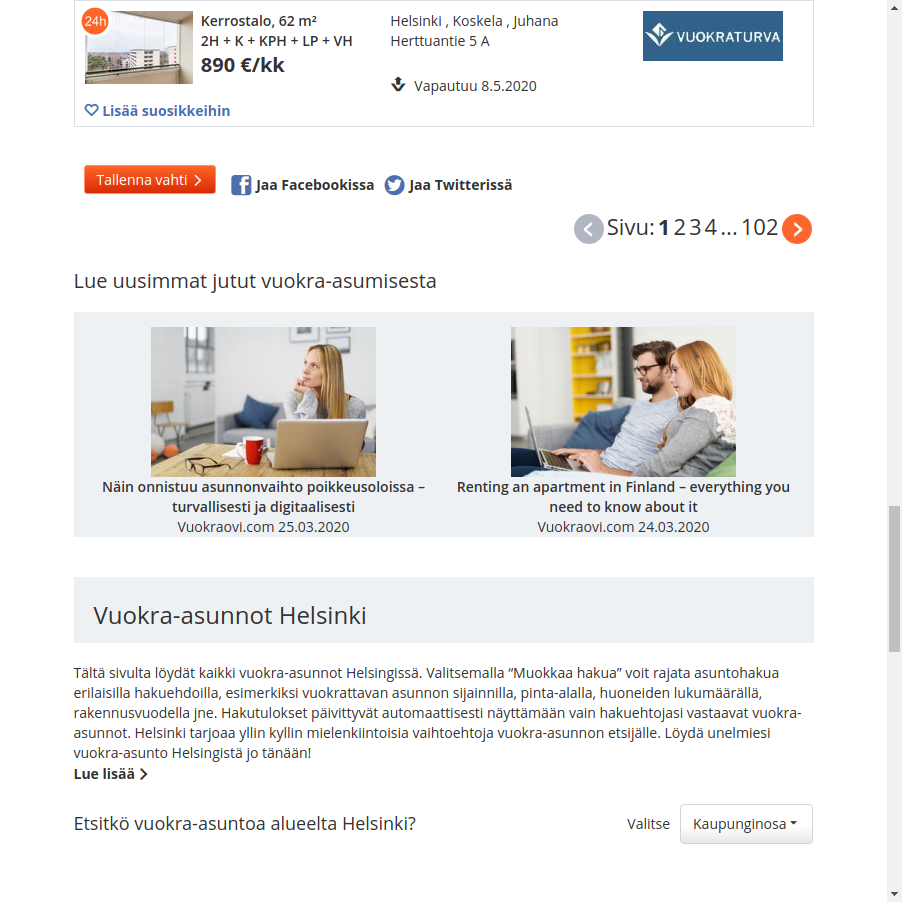 24h
Kerrostalo, 62 m²
2H + K + KPH + LP + VH
890 €/kk
Helsinki , Koskela , Juhana
Herttuantie 5 A
Vapautuu 8.5.2020
VUOKRATURVA
Lisää suosikkeihin
Tallenna vahti
Jaa Facebookissa
Jaa Twitterissä
Sivu: 1 2 3 4 ... 102
Lue uusimmat jutut vuokra-asumisesta
Näin onnistuu asunnonvaihto poikkeusoloissa –
turvallisesti ja digitaalisesti
Vuokraovi.com 25.03.2020
Renting an apartment in Finland – everything you
need to know about it
Vuokraovi.com 24.03.2020
Vuokra-asunnot Helsinki
Tältä sivulta löydät kaikki vuokra-asunnot Helsingissä. Valitsemalla “Muokkaa hakua” voit rajata asuntohakua
erilaisilla hakuehdoilla, esimerkiksi vuokrattavan asunnon sijainnilla, pinta-alalla, huoneiden lukumäärällä,
rakennusvuodella jne. Hakutulokset päivittyvät automaattisesti näyttämään vain hakuehtojasi vastaavat vuokra-
asunnot. Helsinki tarjoaa yllin kyllin mielenkiintoisia vaihtoehtoja vuokra-asunnon etsijälle. Löydä unelmiesi
vuokra-asunto Helsingistä jo tänään!
Lue lisää
Etsitkö vuokra-asuntoa alueelta Helsinki?
Valitse
Kaupunginosa